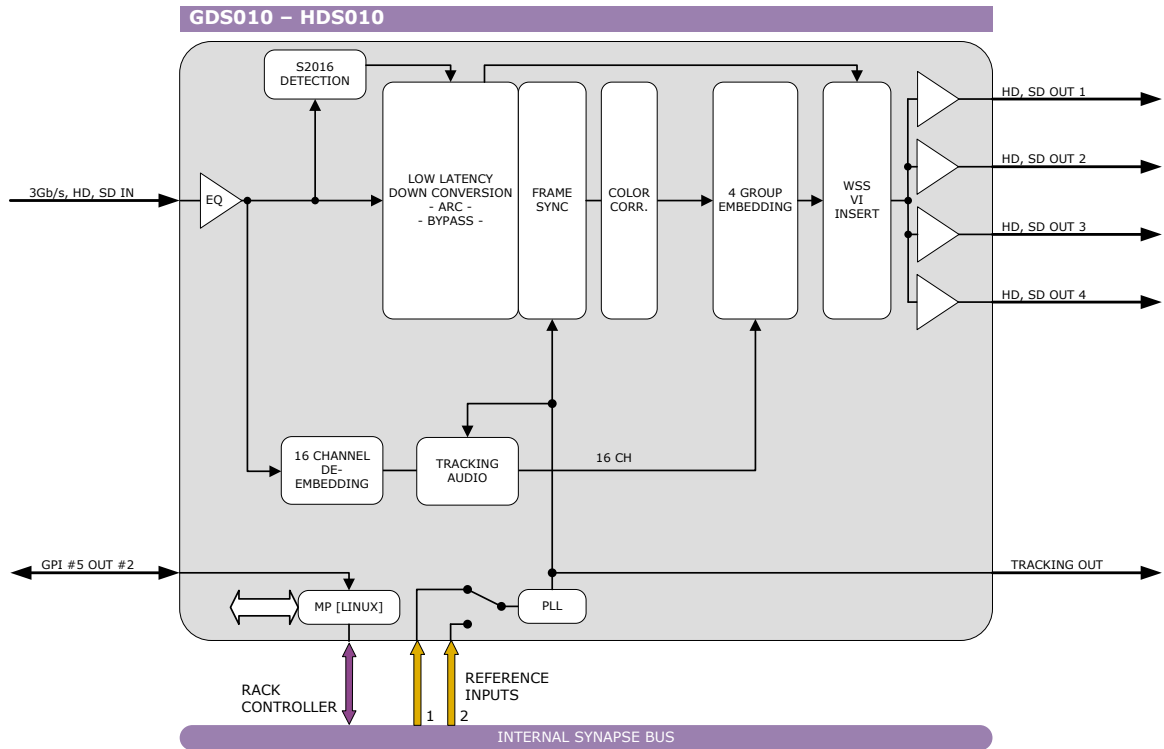 GDS010 – HDS010
S2016
DETECTION
HD, SD OUT 1
LOW LATENCY
DOWN CONVERSION
- ARC -
- BYPASS -
FRAME
SYNC
COLOR
CORR.
4 GROUP
EMBEDDING
WSS
VI
INSERT
HD, SD OUT 2
3Gb/s, HD, SD IN
EQ
HD, SD OUT 3
HD, SD OUT 4
16 CHANNEL
DE-
EMBEDDING
TRACKING
AUDIO
16 CH
GPI #5 OUT #2
TRACKING OUT
MP [LINUX]
PLL
RACK
CONTROLLER
REFERENCE
INPUTS
1
2
INTERNAL SYNAPSE BUS